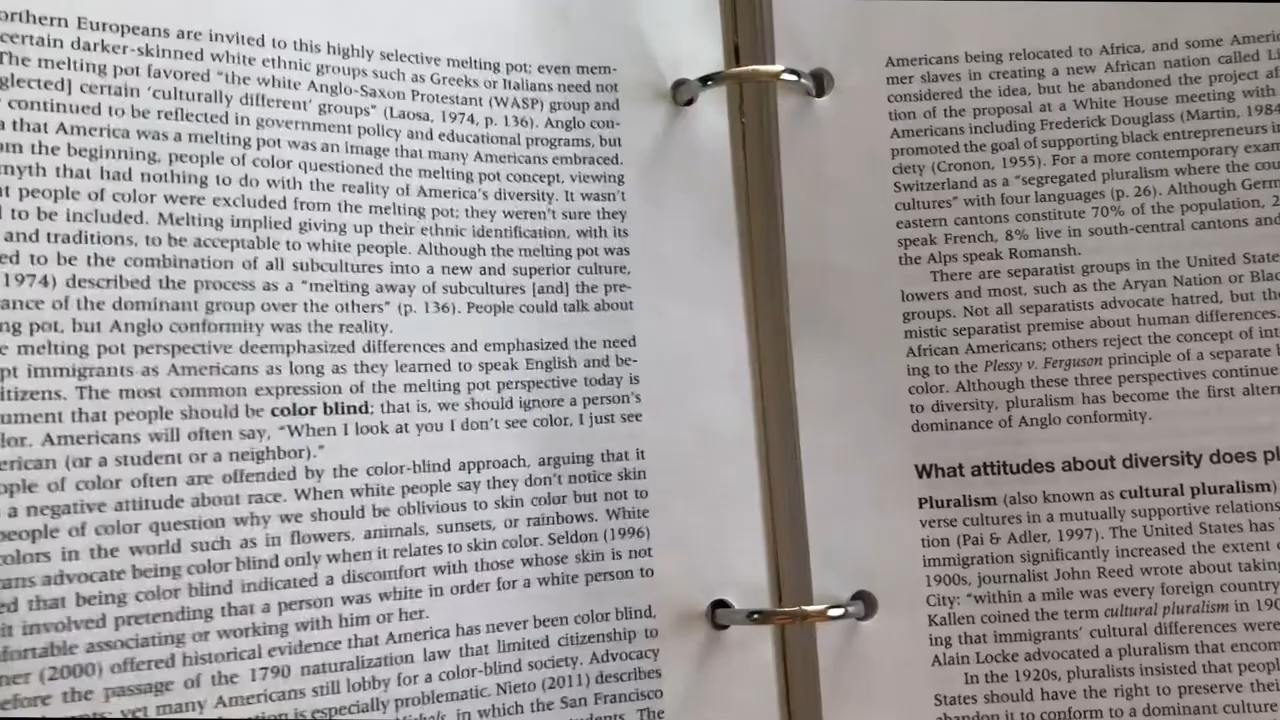 orthern Europeans are invited to this highly selective melting pot; even mem-
certain darker-skinned white ethnic groups such as Greeks or Italians need not
The melting pot favored “the white Anglo-Saxon Protestant (WASP) group and
glected] certain ‘culturally different’ groups” (Laosa, 1974, p. 136). Anglo con-
continued to be reflected in government policy and educational programs, but
a that America was a melting pot was an image that many Americans embraced.
om the beginning, people of color questioned the melting pot concept, viewing
myth that had nothing to do with the reality of America’s diversity. It wasn’t
at people of color were excluded from the melting pot; they weren’t sure they
to be included. Melting implied giving up their ethnic identification, with its
and traditions, to be acceptable to white people. Although the melting pot was
ed to be the combination of all subcultures into a new and superior culture,
1974) described the process as a “melting away of subcultures [and] the pre-
ance of the dominant group over the others” (p. 136). People could talk about
ng pot, but Anglo conformity was the reality.
e melting pot perspective deemphasized differences and emphasized the need
pt immigrants as Americans as long as they learned to speak English and be-
itizens. The most common expression of the melting pot perspective today is
ument that people should be color blind; that is, we should ignore a person’s
lor. Americans will often say, “When I look at you I don’t see color, I just see
erican (or a student or a neighbor).”
ople of color often are offended by the color-blind approach, arguing that it
a negative attitude about race. When white people say they don’t notice skin
people of color question why we should be oblivious to skin color but not to
colors in the world such as in flowers, animals, sunsets, or rainbows. White
ans advocate being color blind only when it relates to skin color. Seldon (1996)
ed that being color blind indicated a discomfort with those whose skin is not
it involved pretending that a person was white in order for a white person to
fortable associating or working with him or her.
ner (2000) offered historical evidence that America has never been color blind,
efore the passage of the 1790 naturalization law that limited citizenship to
yet many Americans still lobby for a color-blind society. Advocacy
is especially problematic. Nieto (2011) describes
in which the San Francisco
The
Americans being relocated to Africa, and some Americ
mer slaves in creating a new African nation called Li
considered the idea, but he abandoned the project af
tion of the proposal at a White House meeting with
Americans including Frederick Douglass (Martin, 1984
promoted the goal of supporting black entrepreneurs i
ciety (Cronon, 1955). For a more contemporary exam
Switzerland as a “segregated pluralism where the cou
cultures” with four languages (p. 26). Although Germ
eastern cantons constitute 70% of the population, 2
speak French, 8% live in south-central cantons and
the Alps speak Romansh.
There are separatist groups in the United State
lowers and most, such as the Aryan Nation or Blac
groups. Not all separatists advocate hatred, but th
mistic separatist premise about human differences.
African Americans; others reject the concept of int
ing to the Plessy v. Ferguson principle of a separate
color. Although these three perspectives continue
to diversity, pluralism has become the first altern
dominance of Anglo conformity.
What attitudes about diversity does pl
Pluralism (also known as cultural pluralism)
verse cultures in a mutually supportive relations
tion (Pai & Adler, 1997). The United States has
immigration significantly increased the extent
1900s, journalist John Reed wrote about taking
City: “within a mile was every foreign country
Kallen coined the term cultural pluralism in 190
ing that immigrants’ cultural differences were
Alain Locke advocated a pluralism that encom
In the 1920s, pluralists insisted that peopl
States should have the right to preserve thei
abandon it to conform to a dominant culture